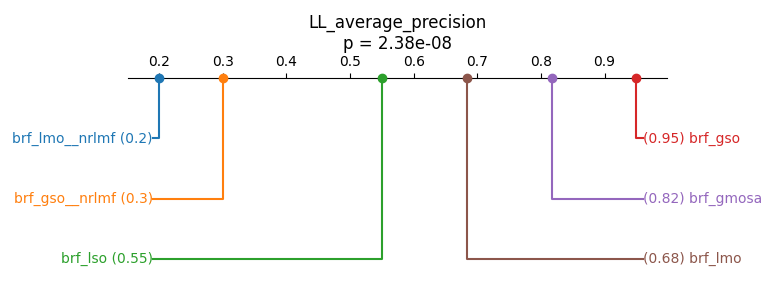 LL_average_precision
p = 2.38e-08
0.2 0.3 0.4 0.5 0.6 0.7 0.8 0.9
brf_lmo__nrlmf (0.2)
(0.95) brf_gso
brf_gso__nrlmf (0.3)
(0.82) brf_gmosa
brf_lso (0.55)
(0.68) brf_lmo